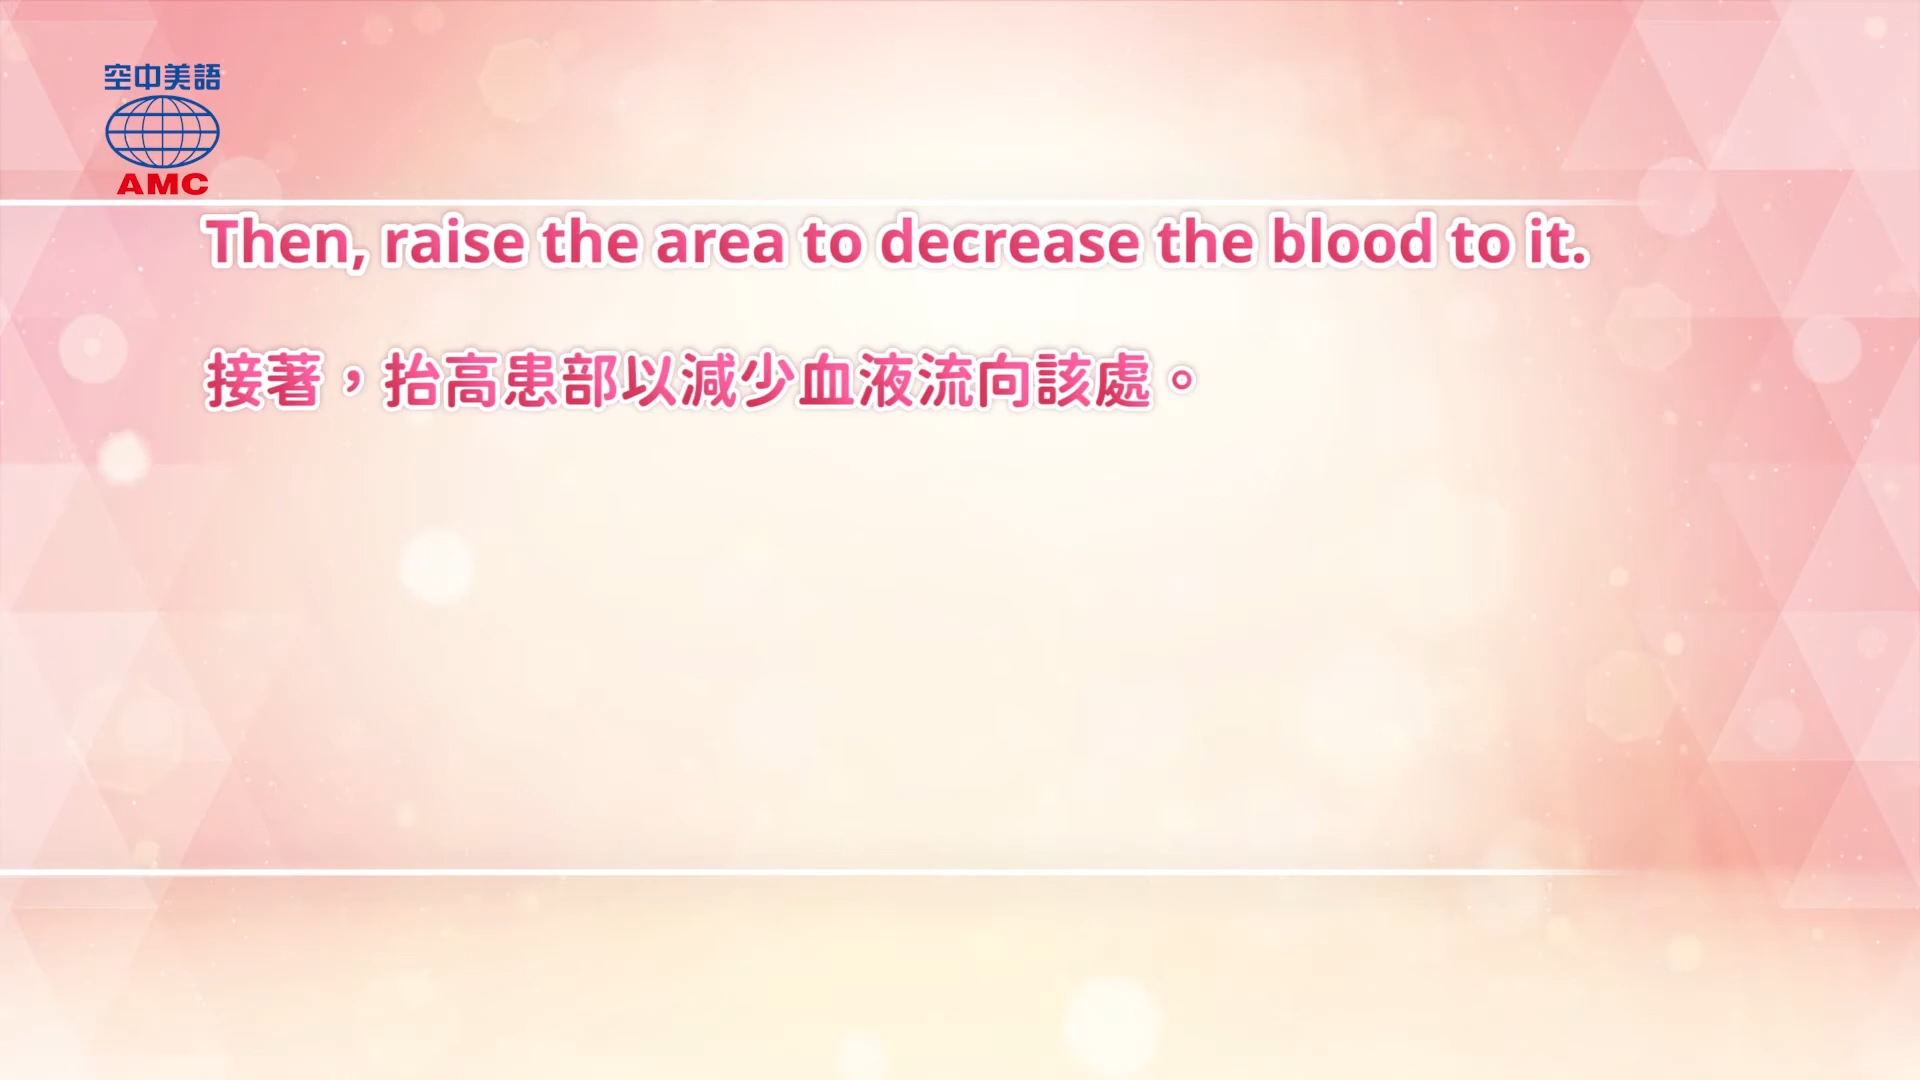 空中美語
AMC
Then, raise the area to decrease the blood to it.
接著，抬高患部以減少血液流向該處。